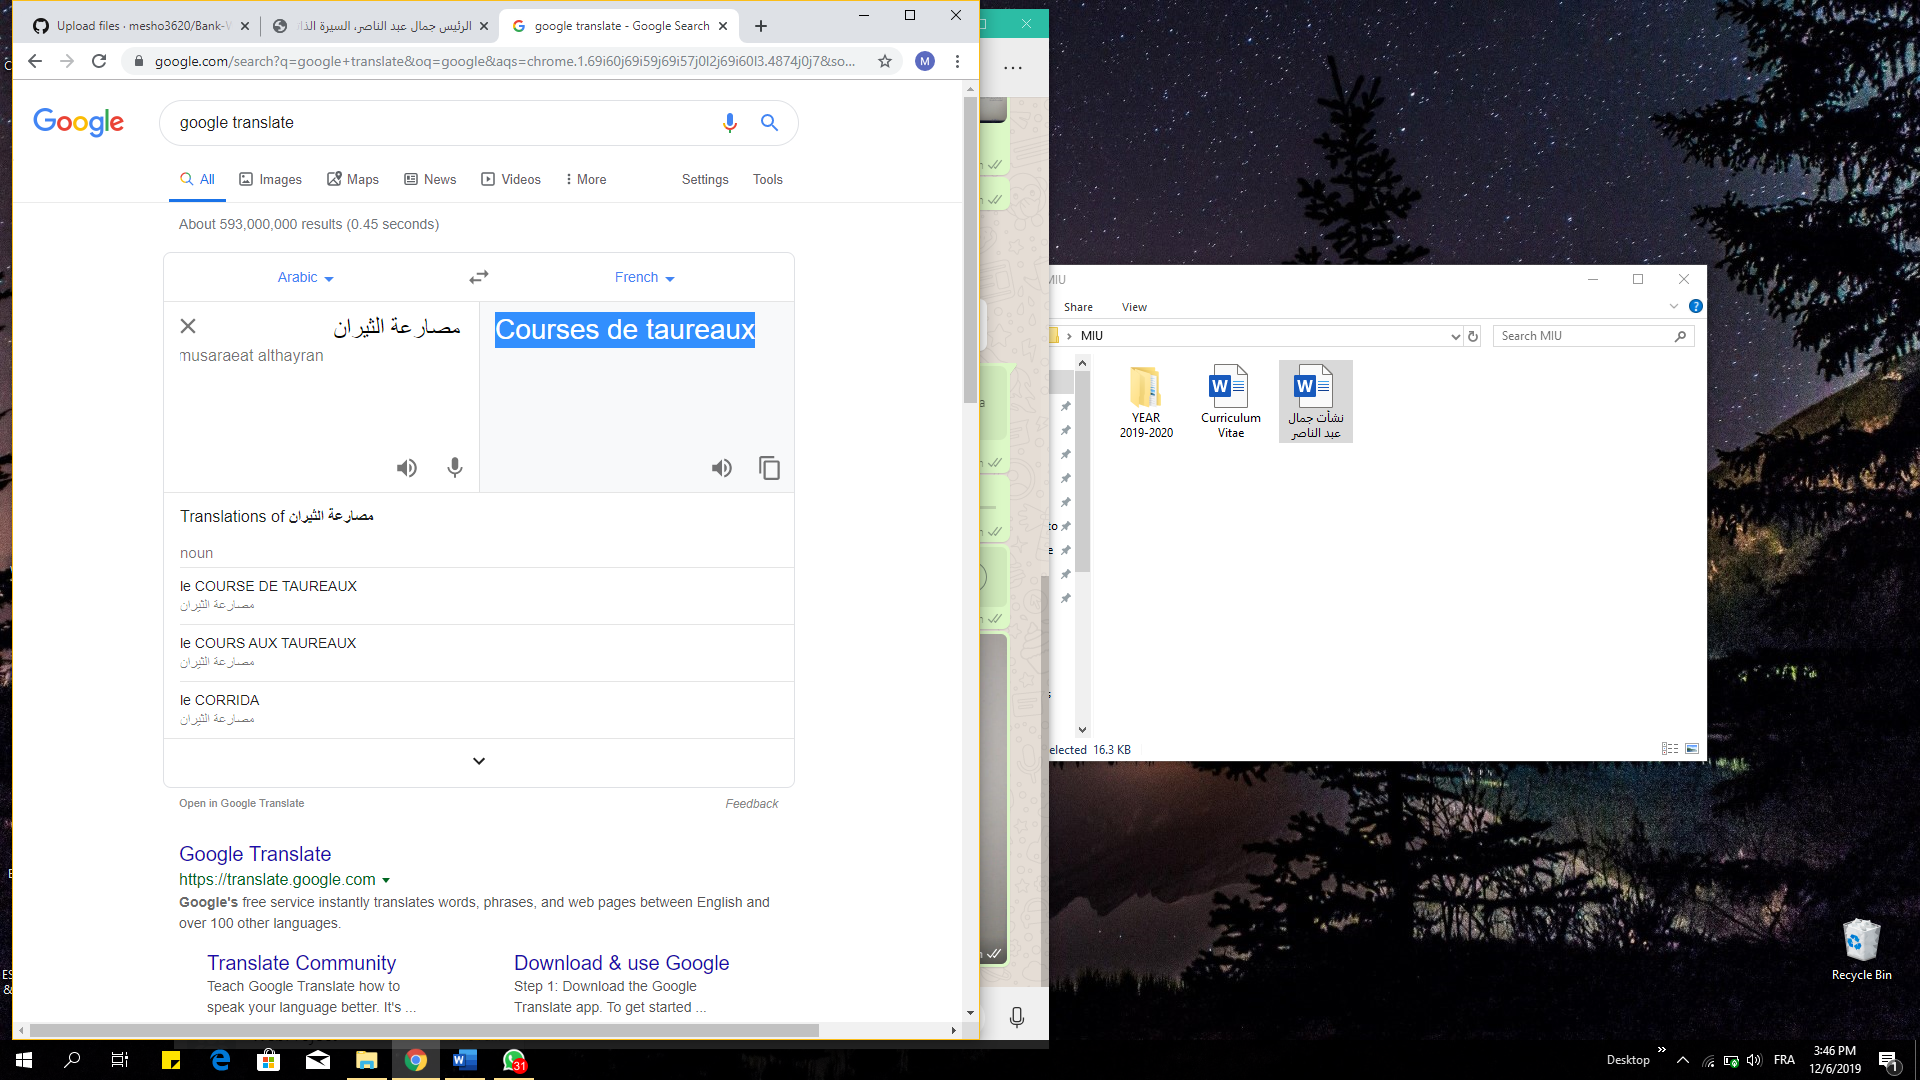 Upload files · mesho3620/Bank-W
الرئيس جمال عبد الناصر، السيرة الذات
google translate - Google Search
google.com/search?q=google+translate&oq=google&aqs=chrome.1.69i60j69i59j69i57j0l2j69i60l3.4874j0j7&so...
M
Google
google translate
All
Images
Maps
News
Videos
More
Settings
Tools
About 593,000,000 results (0.45 seconds)
Arabic
French
مصارعة الثيران
musaraeat althayran
Courses de taureaux
Translations of مصارعة الثيران
noun
le COURSE DE TAUREAUX
مصارعة الثيران
le COURS AUX TAUREAUX
مصارعة الثيران
le CORRIDA
مصارعة الثيران
Open in Google Translate
Feedback
Google Translate
https://translate.google.com
Google's free service instantly translates words, phrases, and web pages between English and
over 100 other languages.
Translate Community
Teach Google Translate how to
speak your language better. It's ...
Download & use Google
Step 1: Download the Google
Translate app. To get started ...
MIU
Share
View
MIU
Search MIU
YEAR
2019-2020
Curriculum
Vitae
نشأت جمال
عبد الناصر
elected 16.3 KB
Recycle Bin
31
Desktop
FRA
3:46 PM
12/6/2019
1